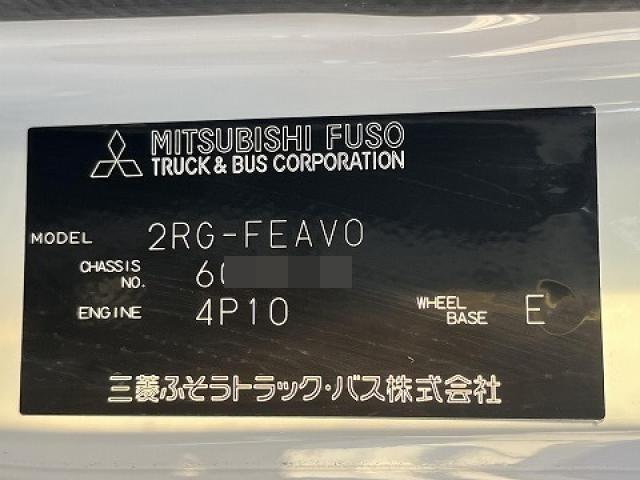 MITSUBISHI FUSO
TRUCK & BUS CORPORATION
MODEL 2RG-FEAV0
CHASSIS NO. 6
ENGINE 4P10 WHEEL BASE E
三菱ふそうトラック・バス株式会社